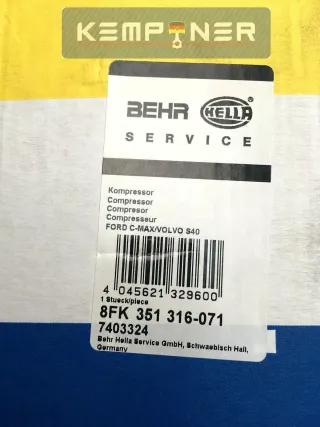 KEMPTNER
BEHR HELLA
SERVICE
Kompressor
Compressor
Compresor
Compresseur
FORD C-MAX/VOLVO S40
4 045621 329600
1 Stueck/piece
8FK 351 316-071
7403324
Behr Hella Service GmbH, Schwaebisch Hall,
Germany